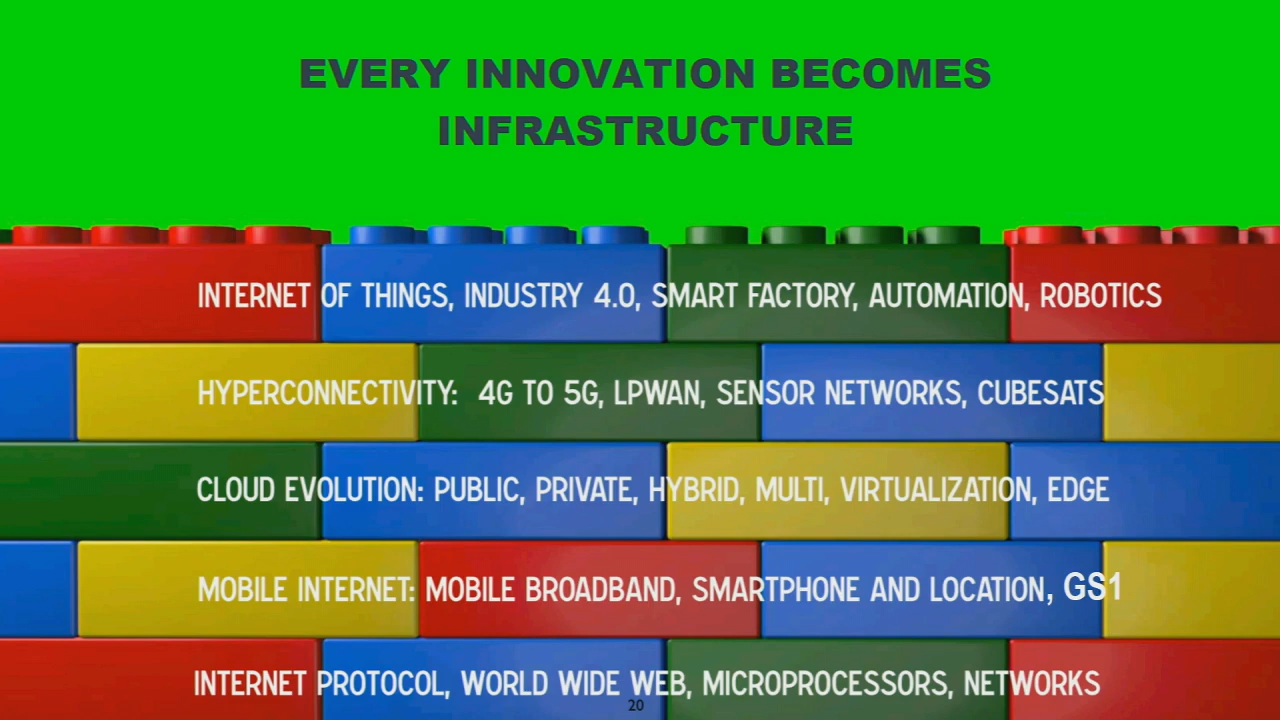 EVERY INNOVATION BECOMES
INFRASTRUCTURE
INTERNET OF THINGS, INDUSTRY 4.0, SMART FACTORY, AUTOMATION, ROBOTICS
HYPERCONNECTIVITY: 4G TO 5G, LPWAN, SENSOR NETWORKS, CUBESATS
CLOUD EVOLUTION: PUBLIC, PRIVATE, HYBRID, MULTI, VIRTUALIZATION, EDGE
MOBILE INTERNET: MOBILE BROADBAND, SMARTPHONE AND LOCATION, GS1
INTERNET PROTOCOL, WORLD WIDE WEB, MICROPROCESSORS, NETWORKS
20